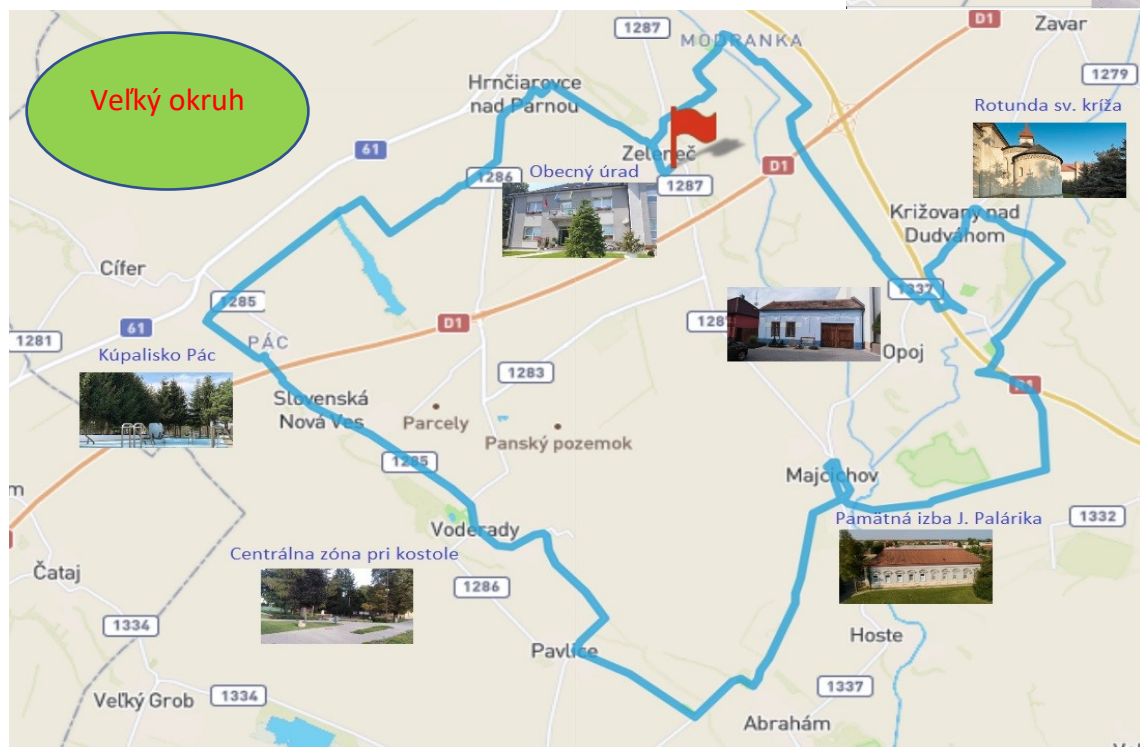 1287
MODRANKA
D1
Zavar
Veľký okruh
Hrnčiarovce
nad Parnou
1279
Rotunda sv. kríža
61
Zeleneč
D1
1286
Obecný úrad
1287
Križovany nad
Dudváhom
Cífer
1285
1337
61
1281
D1
PÁC
Kúpalisko Pác
Opoj
1283
D1
Slovenská
Nová Ves
Parcely
Panský pozemok
1285
Majcichov
Voderady
Pamätná izba J. Palárika
1332
Centrálna zóna pri kostole
Čataj
1286
1334
Hoste
Pavlice
1337
Veľký Grob
1334
Abrahám